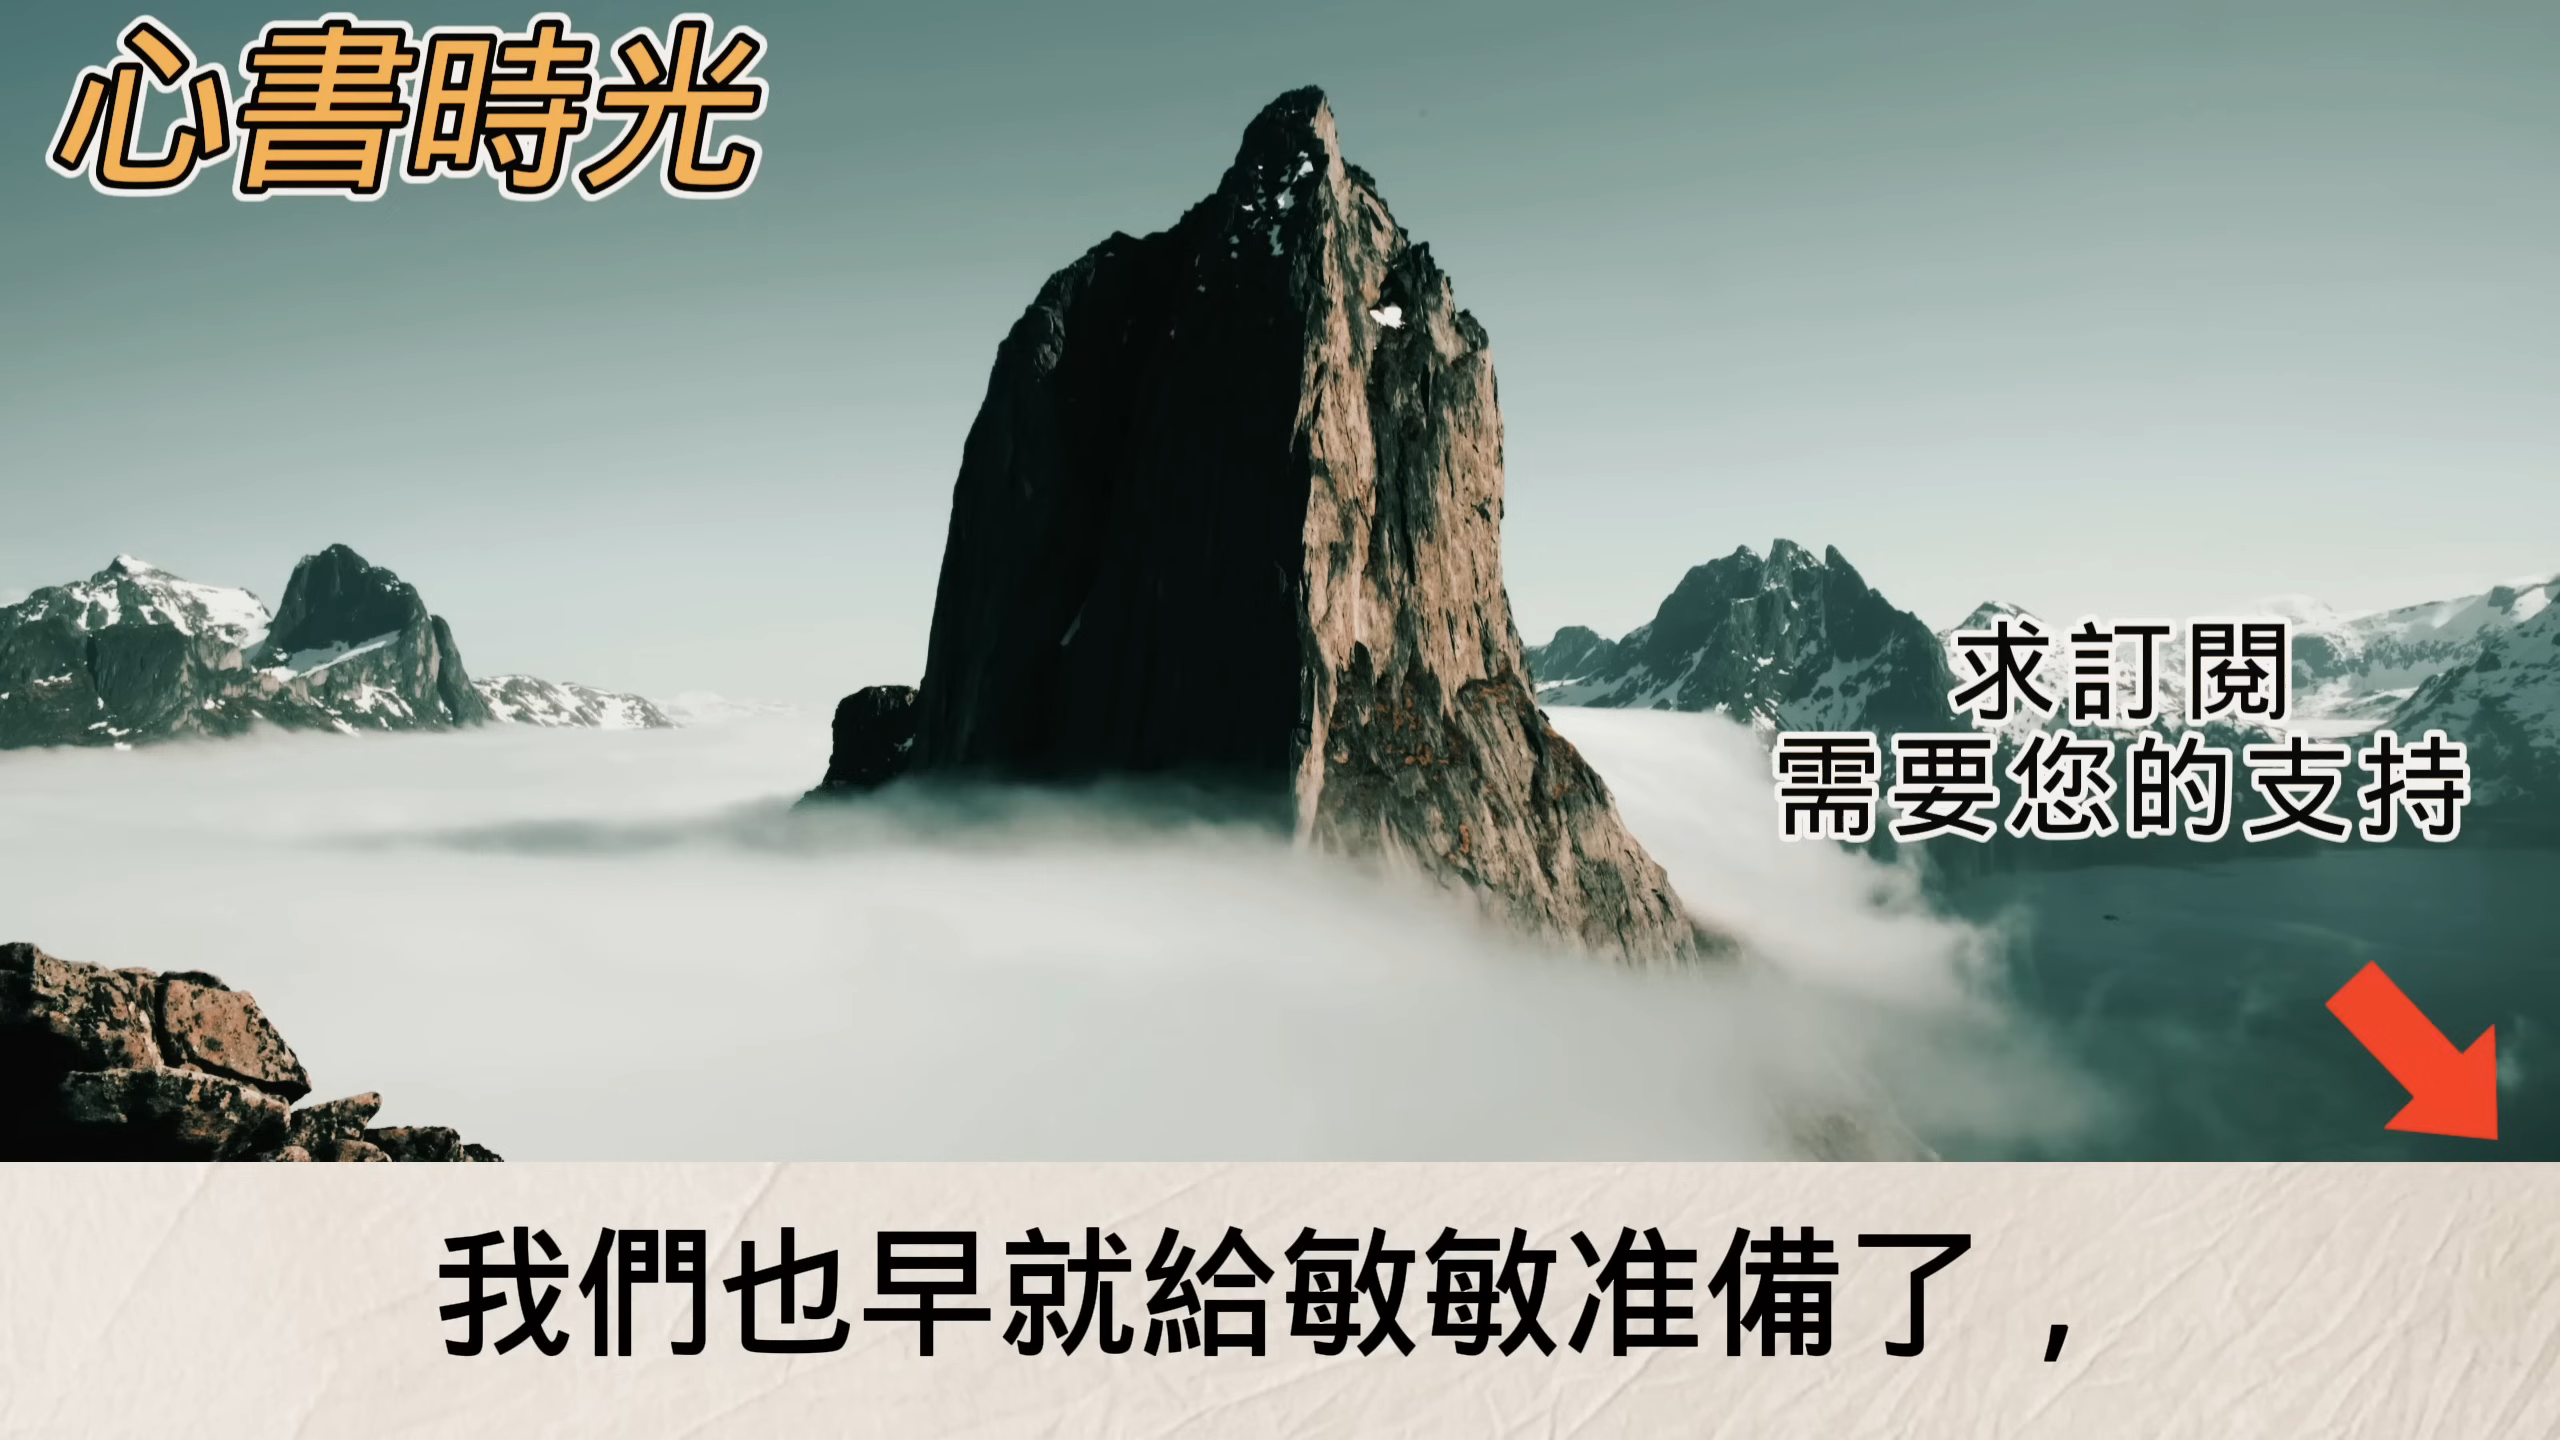 心書時光
求訂閱
需要您的支持
我們也早就給敏敏准備了，